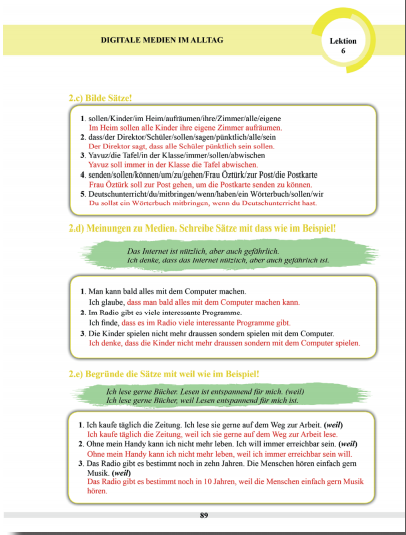 DIGITALE MEDIEN IM ALLTAG
Lektion
6
2.c) Bilde Sätze!
1. sollen/Kinder/im Heim/aufräumen/ihre/Zimmer/alle/eigene
Im Heim sollen alle Kinder ihre eigene Zimmer aufräumen.
2. dass/der Direktor/Schüler/sollen/sagen/pünktlich/alle/sein
Der Direktor sagt, dass alle Schüler pünktlich sein sollen.
3. Yavuz/die Tafel/in der Klasse/immer/sollen/abwischen
Yavuz soll immer in der Klasse die Tafel abwischen.
4. senden/sollen/können/um/zu/gehen/Frau Öztürk/zur Post/die Postkarte
Frau Öztürk soll zur Post gehen, um die Postkarte senden zu können.
5. Deutschunterricht/du/mitbringen/wenn/haben/ein Wörterbuch/sollen/wir
Du sollst ein Wörterbuch mitbringen, wenn du Deutschunterricht hast.
2.d) Meinungen zu Medien. Schreibe Sätze mit dass wie im Beispiel!
Das Internet ist nützlich, aber auch gefährlich.
Ich denke, dass das Internet nützlich, aber auch gefährlich ist.
1. Man kann bald alles mit dem Computer machen.
Ich glaube, dass man bald alles mit dem Computer machen kann.
2. Im Radio gibt es viele interessante Programme.
Ich finde, dass es im Radio viele interessante Programme gibt.
3. Die Kinder spielen nicht mehr draussen sondern spielen mit dem Computer.
Ich denke, dass die Kinder nicht mehr draussen sondern mit dem Computer spielen.
2.e) Begründe die Sätze mit weil wie im Beispiel!
Ich lese gerne Bücher. Lesen ist entspannend für mich. (weil)
Ich lese gerne Bücher, weil Lesen entspannend für mich ist.
1. Ich kaufe täglich die Zeitung. Ich lese sie gerne auf dem Weg zur Arbeit. (weil)
Ich kaufe täglich die Zeitung, weil ich sie gerne auf dem Weg zur Arbeit lese.
2. Ohne mein Handy kann ich nicht mehr leben. Ich will immer erreichbar sein. (weil)
Ohne mein Handy kann ich nicht mehr leben, weil ich immer erreichbar sein will.
3. Das Radio gibt es bestimmt noch in zehn Jahren. Die Menschen hören einfach gern
Musik. (weil)
Das Radio gibt es bestimmt noch in 10 Jahren, weil die Menschen einfach gern Musik
hören.
89